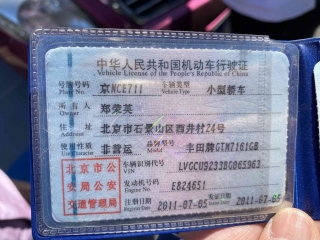 中华人民共和国机动车行驶证
Vehicle License of the People's Republic of China
号牌号码 京NCE711 车辆类型 小型轿车
Plate No. Vehicle Type
所有人 郑荣英
Owner
住址 北京市石景山区西井村24号
Address
使用性质 非营运 品牌型号 丰田牌GTM7161GB
Use Character Model
北京市公 车辆识别代号 LVGCU9233BG065963
VIN
安局公安 发动机号码 E824651
Engine No.
交通管理局 注册日期 2011-07-05 发证日期 2011-07-05
Register Date Issue Date